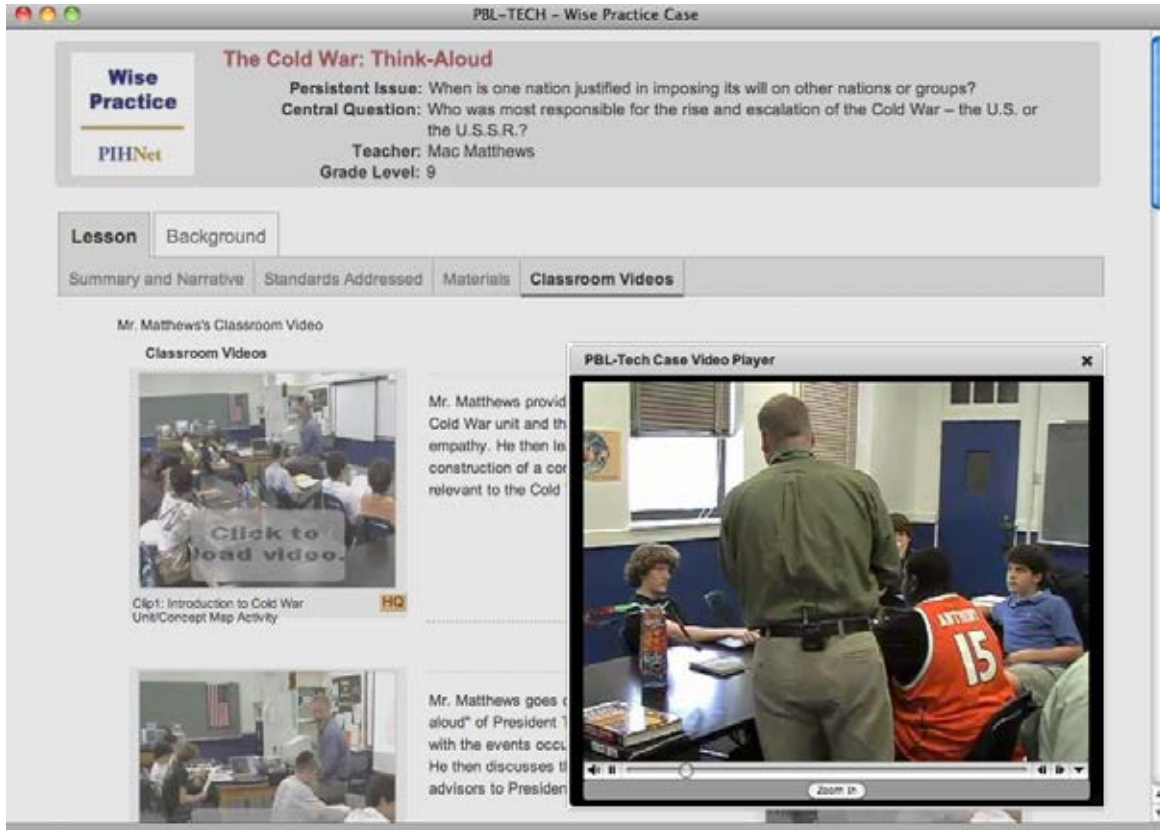 PBL-TECH - Wise Practice Case
Wise
Practice
PIHNet
The Cold War: Think-Aloud
Persistent Issue: When is one nation justified in imposing its will on other nations or groups?
Central Question: Who was most responsible for the rise and escalation of the Cold War – the U.S. or
the U.S.S.R.?
Teacher: Mac Matthews
Grade Level: 9
Lesson Background
Summary and Narrative Standards Addressed Materials Classroom Videos
Mr. Matthews's Classroom Video
Classroom Videos
Click to
load video.
Clip1: Introduction to Cold War
Unit/Concept Map Activity
HQ
Mr. Matthews provid
Cold War unit and th
empathy. He then le
construction of a co
relevant to the Cold
Mr. Matthews goes
aloud" of President T
with the events occu
He then discusses t
advisors to Presiden
PBL-Tech Case Video Player
ANTHONY
15
Zoom In